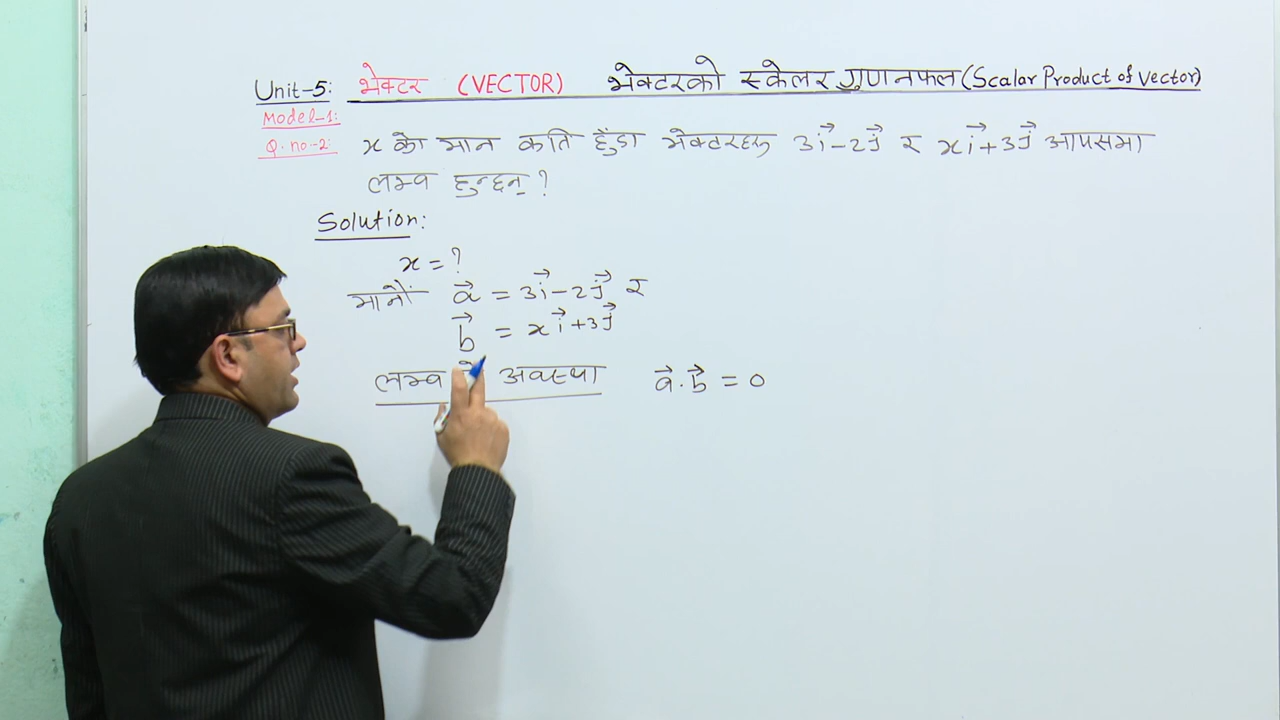 Unit-5: भेक्टर (VECTOR) भेक्टरको स्केलर गुणनफल (Scalar Product of Vector)
Model-1:
Q.no-2: x को मान कति हुँदा भेक्टरहरू 3i⃗-2j⃗ र xi⃗+3j⃗ आपसमा
लम्ब हुन्छन् ?
Solution:
x = ?
मानौं a⃗ = 3i⃗-2j⃗ र
b⃗ = xi⃗+3j⃗
लम्ब अवस्था a⃗.b⃗ = 0